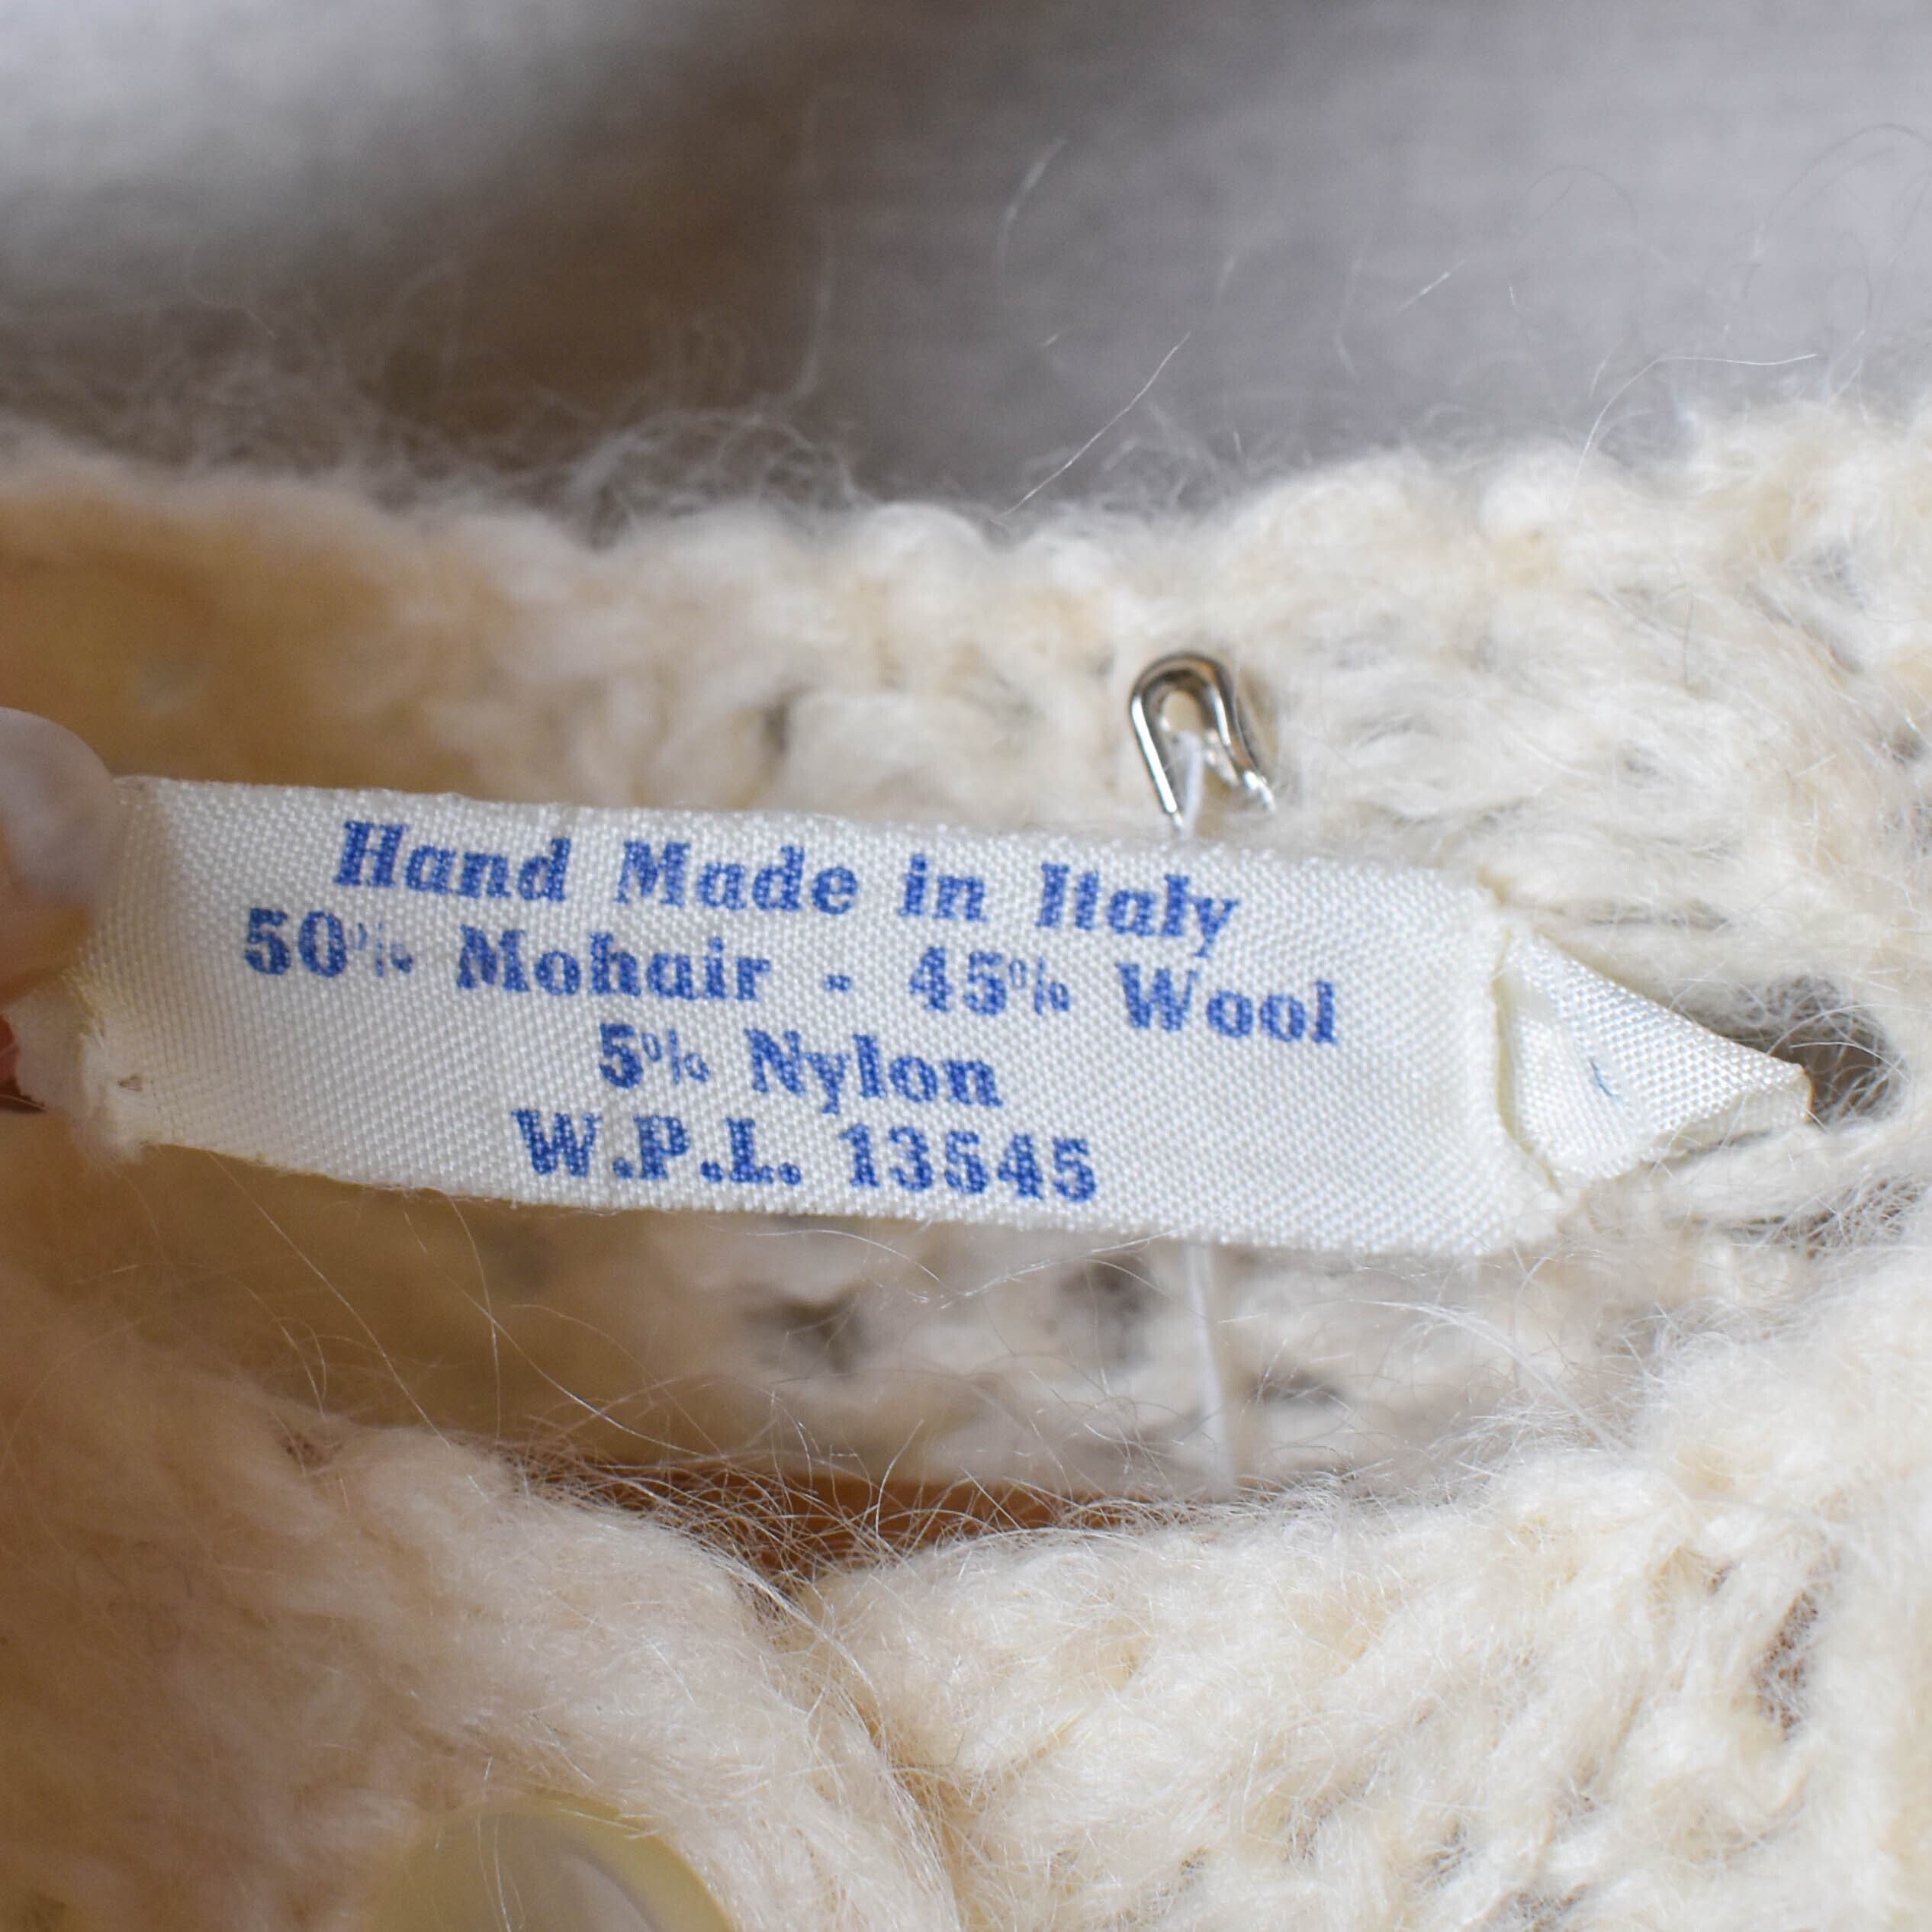 Hand Made in Italy
50% Mohair - 45% Wool
5% Nylon
W.P.L. 13545